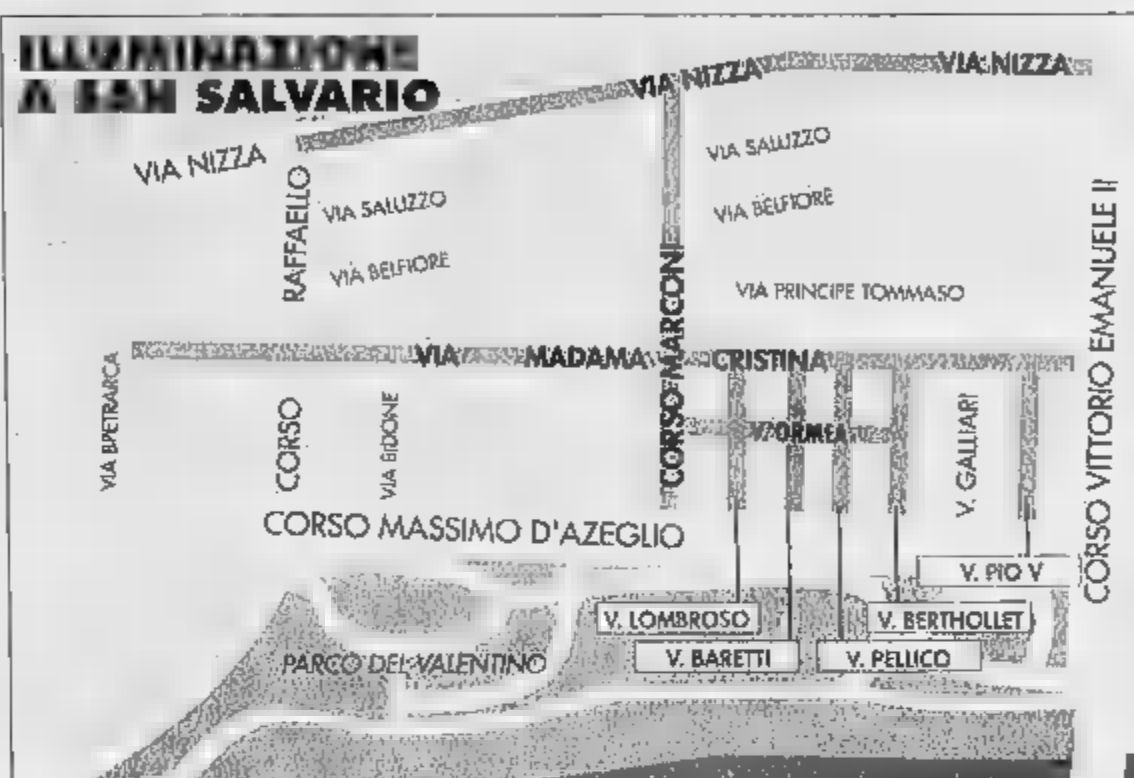 ILLUMINAZIONE
A SAN SALVARIO
VIA NIZZA
VIA NIZZA
VIA NIZZA
RAFFAELLO
VIA SALUZZO
VIA BELFIORE
VIA SALUZZO
VIA BELFIORE
VIA PRINCIPE TOMMASO
CORSO MARCONI
CORSO VITTORIO EMANUELE II
VIA MADAMA CRISTINA
VIA B.PETRARCA
CORSO
VIA BIDONE
V. ORMEA
V. GALLIARI
CORSO MASSIMO D'AZEGLIO
V. PIO V
V. LOMBROSO
V. BERTHOLLET
V. BARETTI
V. PELLICO
PARCO DEL VALENTINO